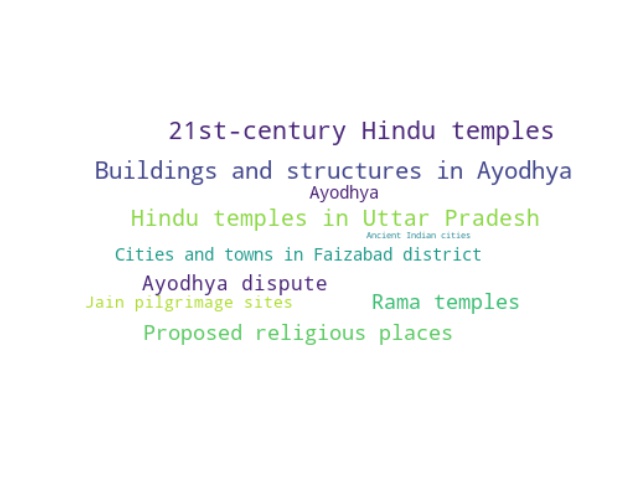 21st-century Hindu temples
Buildings and structures in Ayodhya
Ayodhya
Hindu temples in Uttar Pradesh
Ancient Indian cities
Cities and towns in Faizabad district
Ayodhya dispute
Jain pilgrimage sites
Rama temples
Proposed religious places